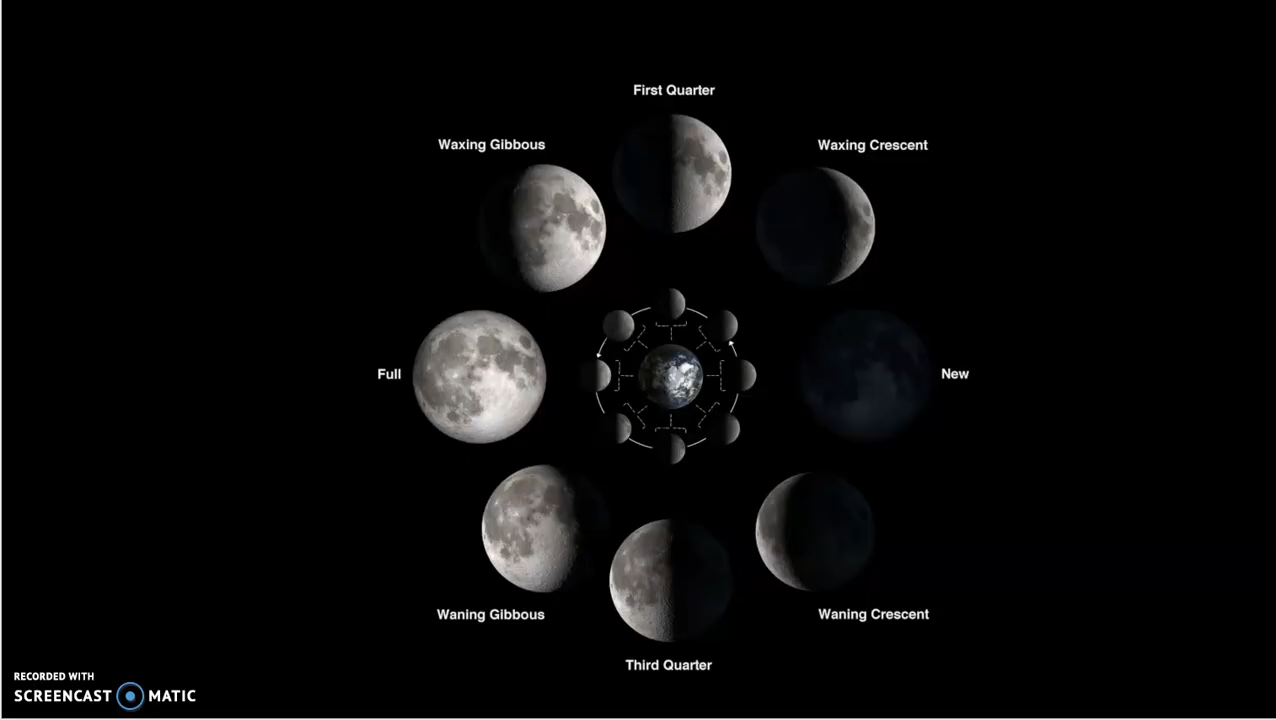 First Quarter
Waxing Gibbous
Waxing Crescent
Full
New
Waning Gibbous
Waning Crescent
Third Quarter
RECORDED WITH
SCREENCAST MATIC